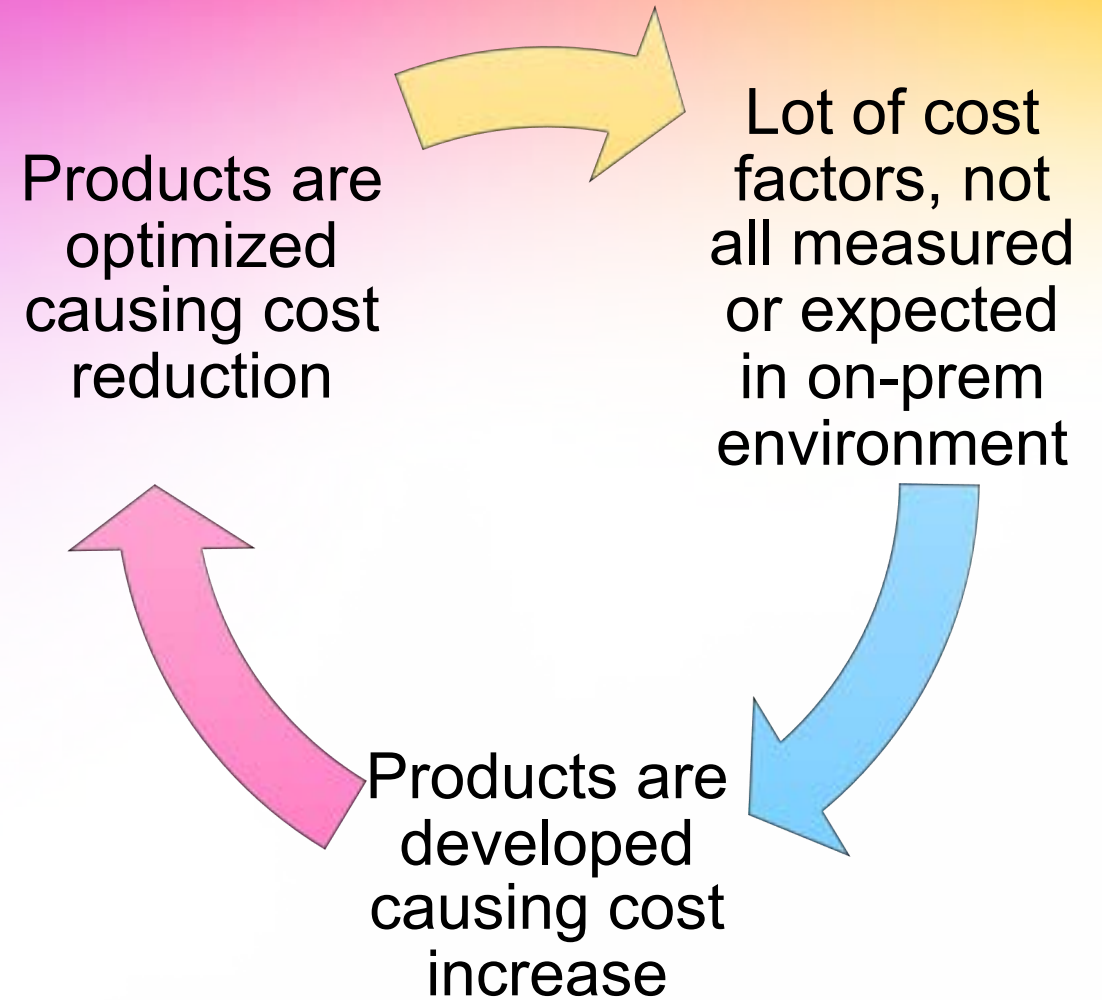 Products are
optimized
causing cost
reduction
Lot of cost
factors, not
all measured
or expected
in on-prem
environment
Products are
developed
causing cost
increase